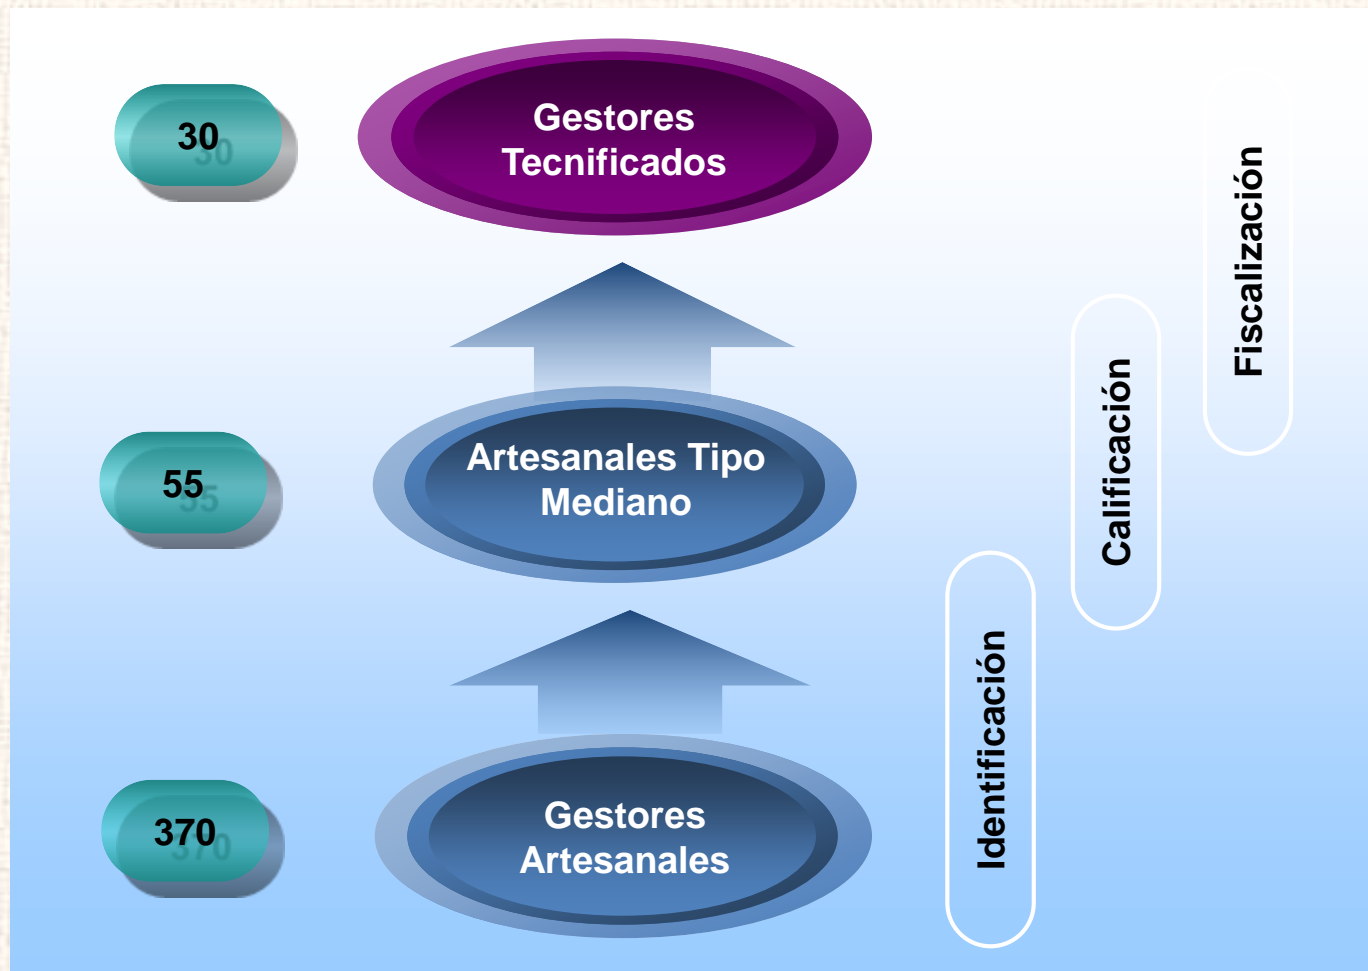 30
Gestores
Tecnificados
Fiscalización
Calificación
55
Artesanales Tipo
Mediano
Identificación
370
Gestores
Artesanales